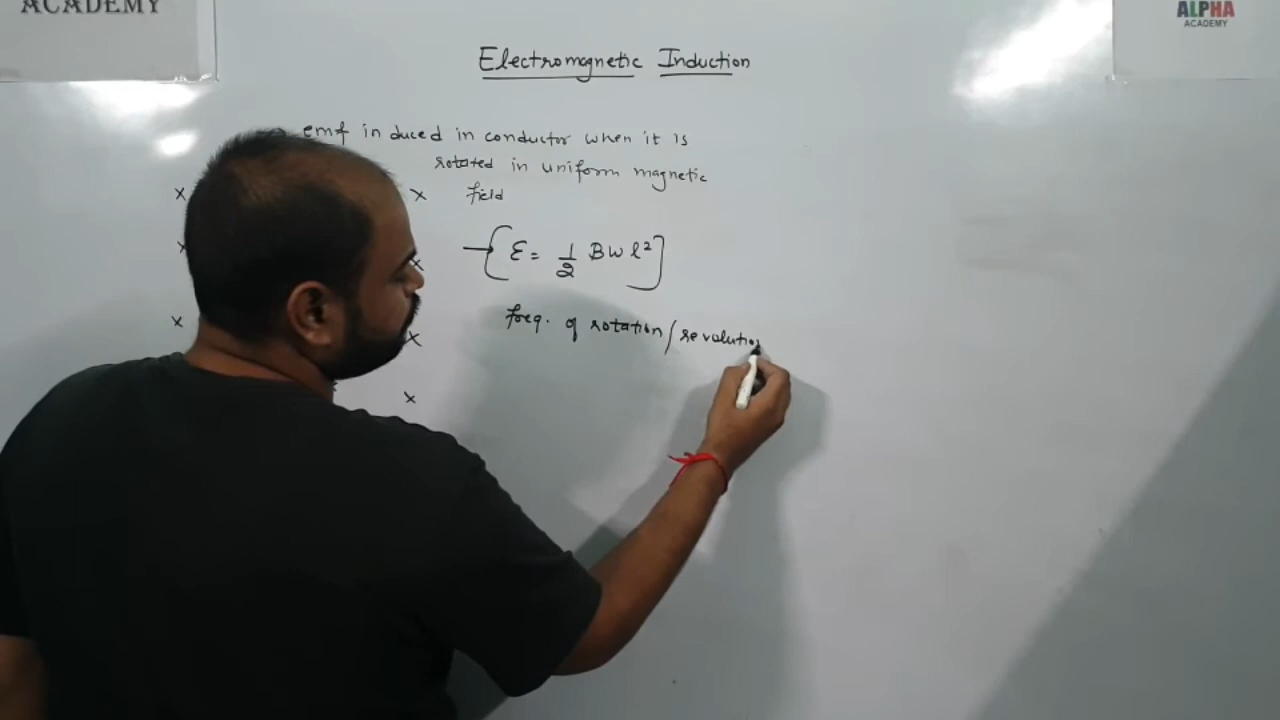 ACADEMY
ALPHA
ACADEMY
Electromagnetic Induction
emf induced in conductor when it is
rotated in uniform magnetic
field
ε = 1/2 B W l²
freq. of rotation/revolution
x x
x x
x x
x